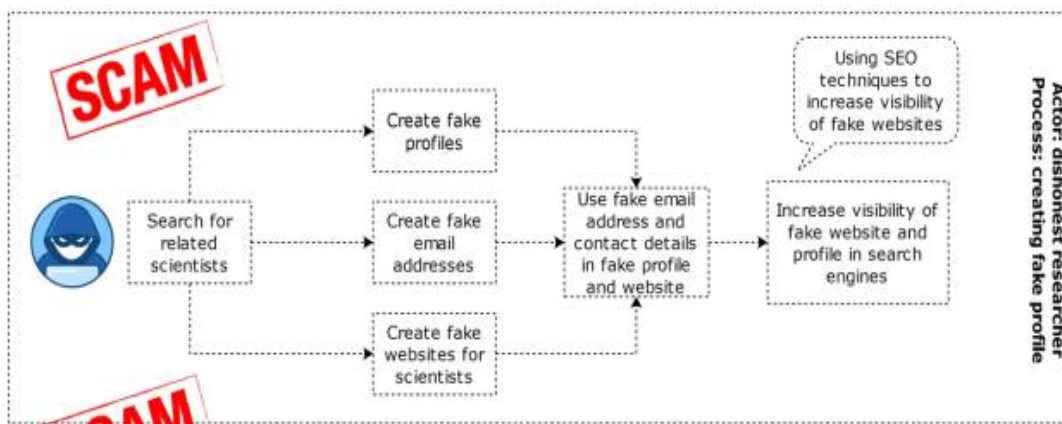 SCAM
Using SEO
techniques to
increase visibility
of fake websites
Create fake
profiles
Search for
related
scientists
Create fake
email
addresses
Use fake email
address and
contact details
in fake profile
and website
Increase visibility of
fake website and
profile in search
engines
Create fake
websites for
scientists
Actor: dishonest researcher
Process: creating fake profile
SCAM